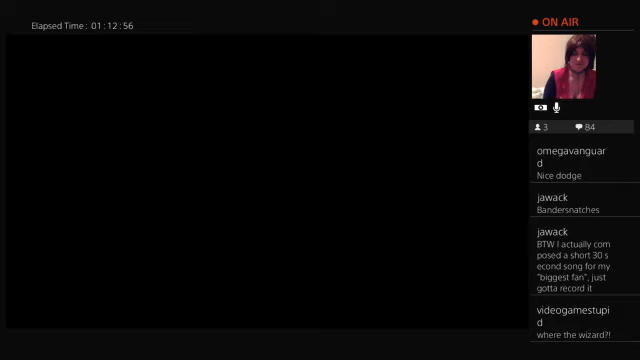 Elapsed Time : 01 : 12 : 56
ON AIR
3
84
omegavanguar
d
Nice dodge
jawack
Bandersnatches
jawack
BTW I actually com
posed a short 30 s
econd song for my
"biggest fan", just
gotta record it
videogamestupi
d
where the wizard?!